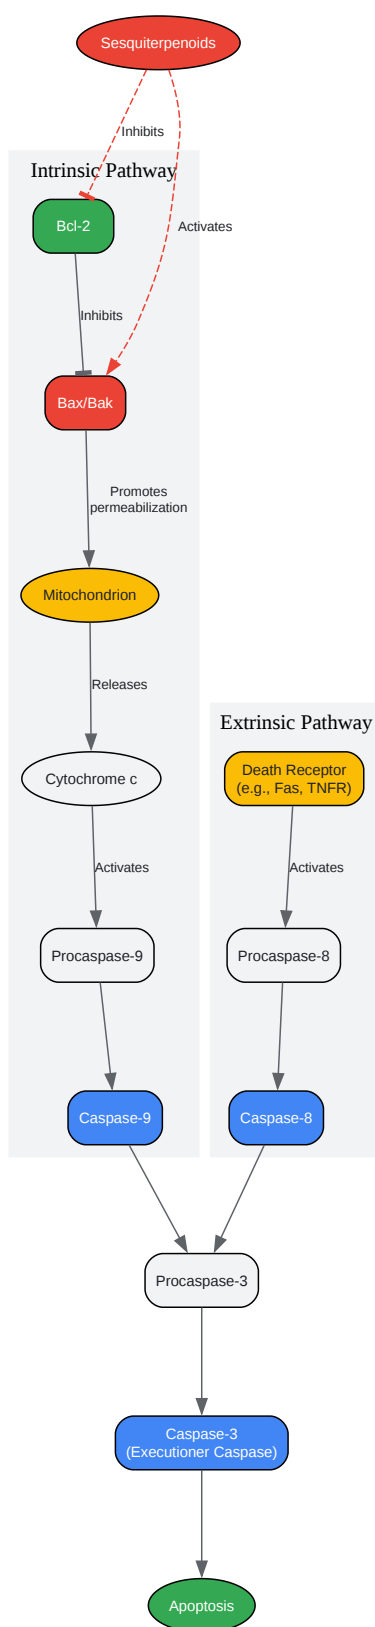 Sesquiterpenoids
Inhibits
Intrinsic Pathway
Bcl-2
Activates
Inhibits
Bax/Bak
Promotes
permeabilization
Mitochondrion
Releases
Cytochrome c
Activates
Procaspase-9
Caspase-9
Extrinsic Pathway
Death Receptor
(e.g., Fas, TNFR)
Activates
Procaspase-8
Caspase-8
Procaspase-3
Caspase-3
(Executioner Caspase)
Apoptosis